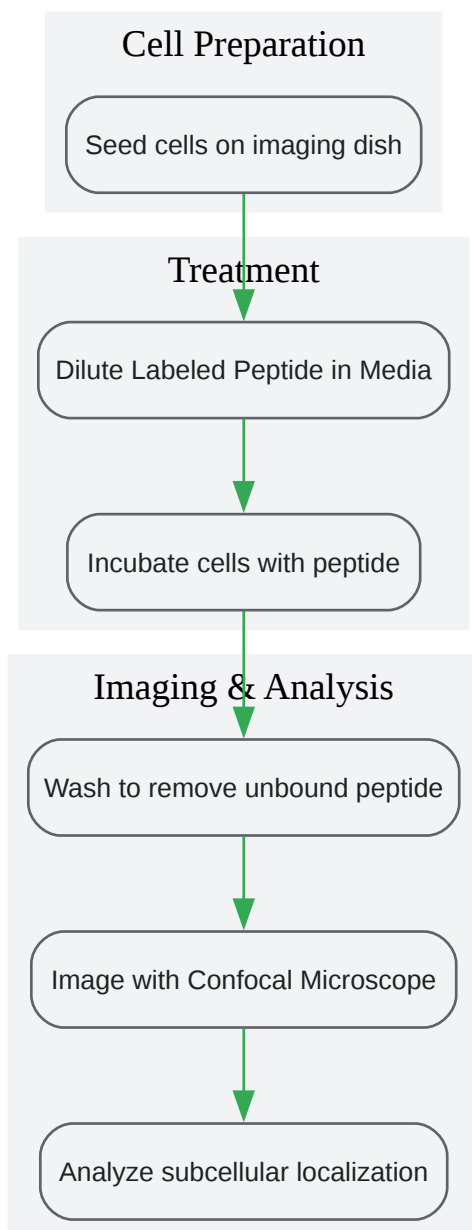 Cell Preparation
Seed cells on imaging dish
Treatment
Dilute Labeled Peptide in Media
Incubate cells with peptide
Imaging & Analysis
Wash to remove unbound peptide
Image with Confocal Microscope
Analyze subcellular localization